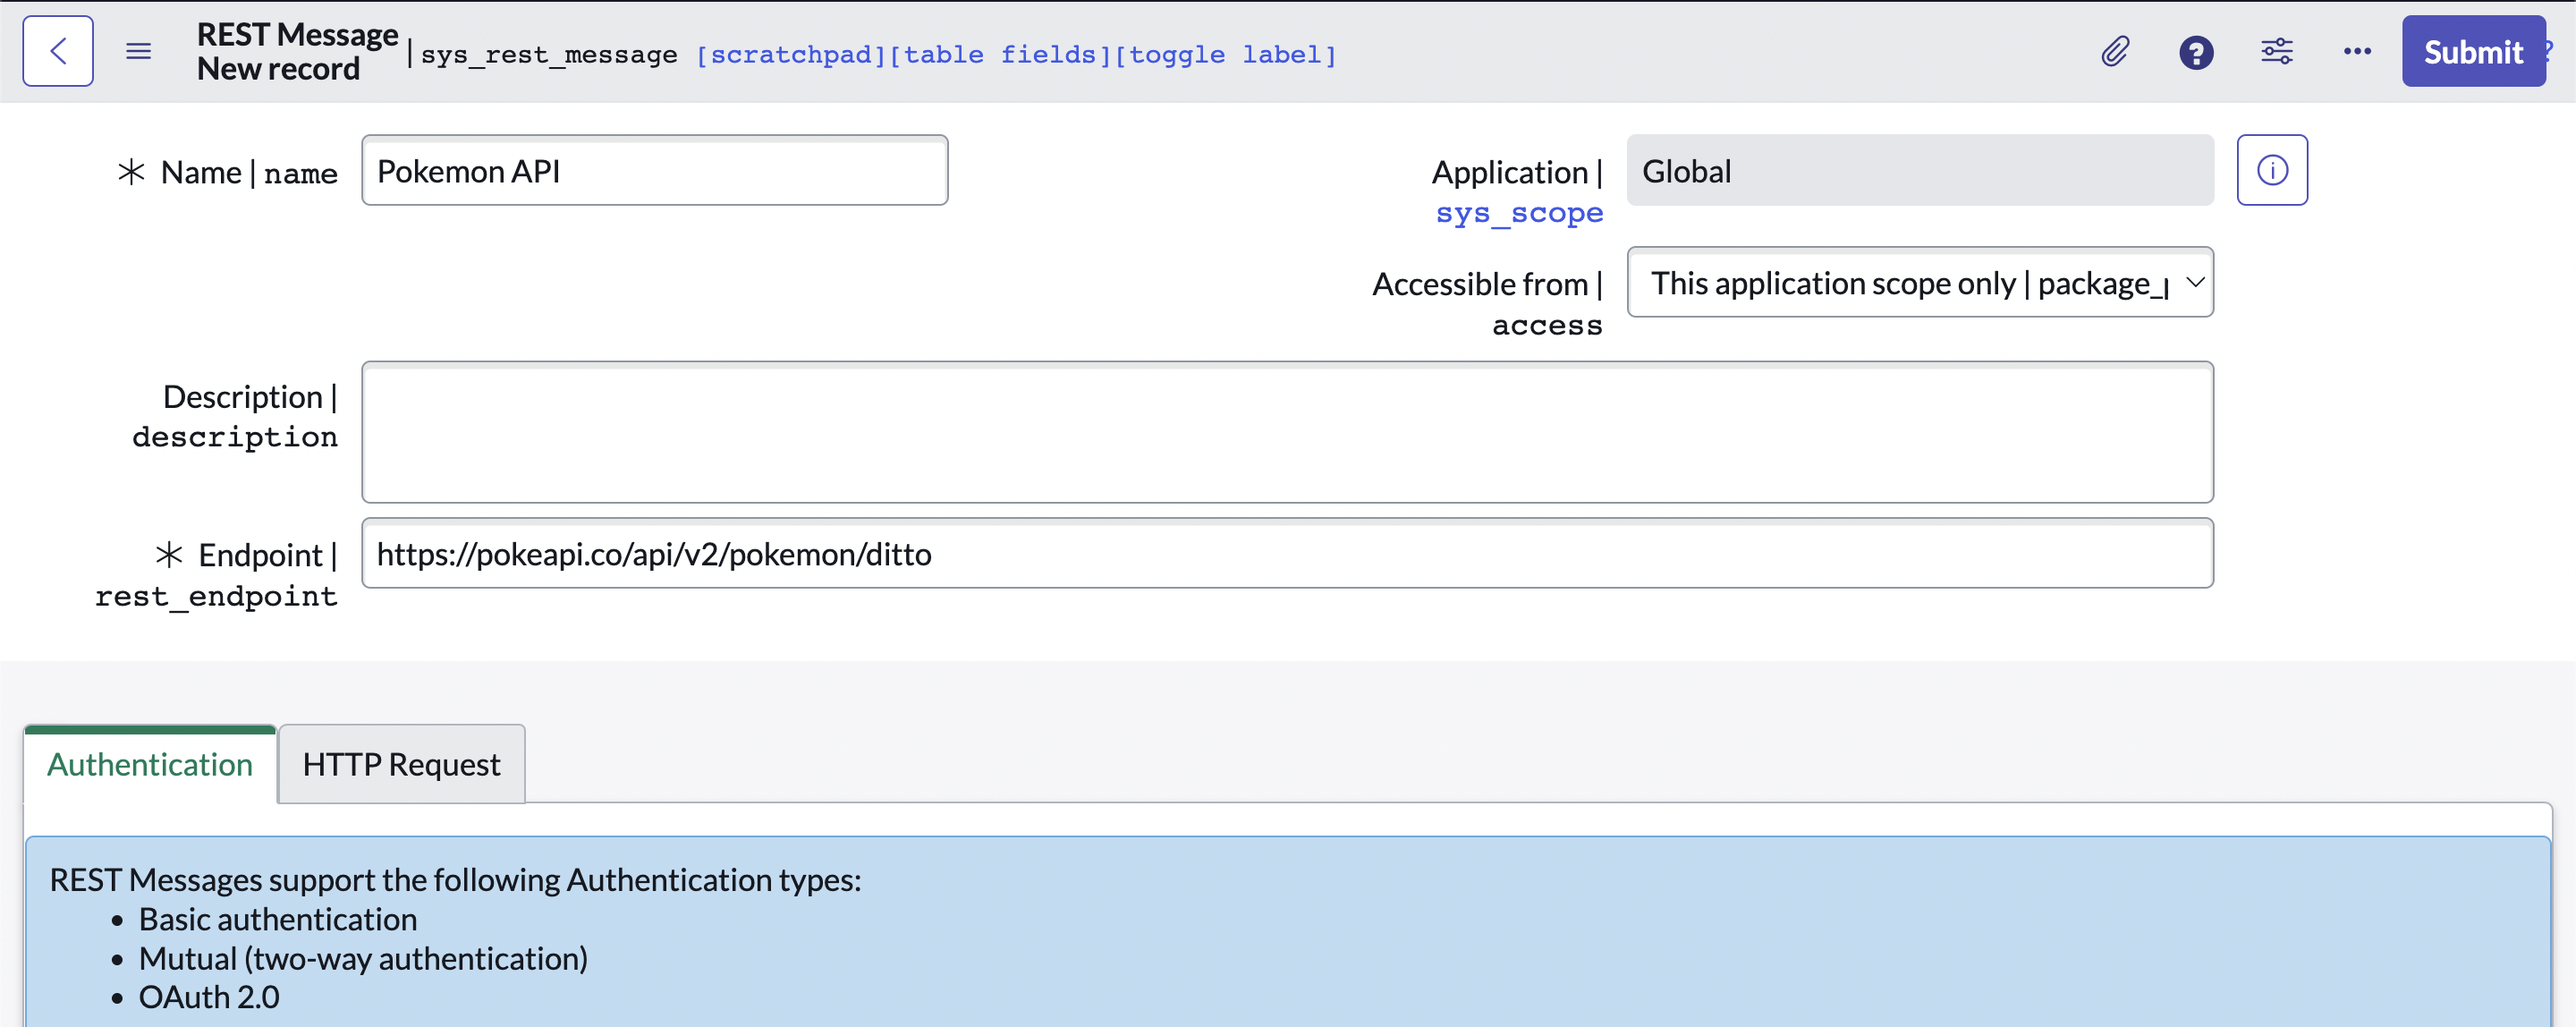 REST Message
New record
| sys_rest_message [scratchpad][table fields][toggle label]
?
Submit
?
Name | name
Pokemon API
Application |
sys_scope
Global
Accessible from |
access
This application scope only | package_
Description |
description
Endpoint |
rest_endpoint
https://pokeapi.co/api/v2/pokemon/ditto
Authentication
HTTP Request
REST Messages support the following Authentication types:
• Basic authentication
• Mutual (two-way authentication)
• OAuth 2.0